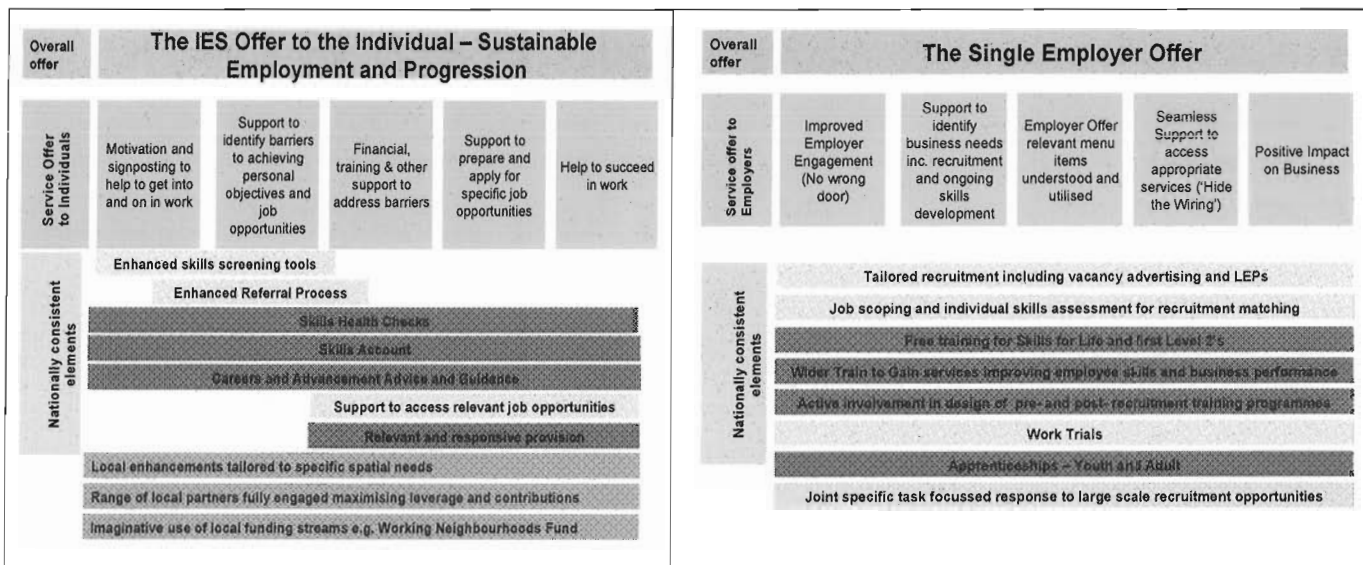 Overall
offer
The IES Offer to the Individual – Sustainable
Employment and Progression
Service Offer
to Individuals
Motivation and
signposting to
help to get into
and on in work
Support to
identify barriers
to achieving
personal
objectives and
job
opportunities
Financial,
training & other
support to
address barriers
Support to
prepare and
apply for
specific job
opportunities
Help to succeed
in work
Nationally consistent
elements
Enhanced skills screening tools
Enhanced Referral Process
Skills Health Checks
Skills Account
Careers and Advancement Advice and Guidance
Support to access relevant job opportunities
Relevant and responsive provision
Local enhancements tailored to specific spatial needs
Range of local partners fully engaged maximising leverage and contributions
Imaginative use of local funding streams e.g. Working Neighbourhoods Fund
Overall
offer
The Single Employer Offer
Service offer to
Employers
Improved
Employer
Engagement
(No wrong
door)
Support to
identify
business needs
inc. recruitment
and ongoing
skills
development
Employer Offer
relevant menu
items
understood and
utilised
Seamless
Support to
access
appropriate
services ('Hide
the Wiring')
Positive Impact
on Business
Nationally consistent
elements
Tailored recruitment including vacancy advertising and LEPs
Job scoping and individual skills assessment for recruitment matching
Free training for Skills for Life and first Level 2's
Wider Train to Gain services improving employee skills and business performance
Active involvement in design of pre- and post- recruitment training programmes
Work Trials
Apprenticeships – Youth and Adult
Joint specific task focussed response to large scale recruitment opportunities